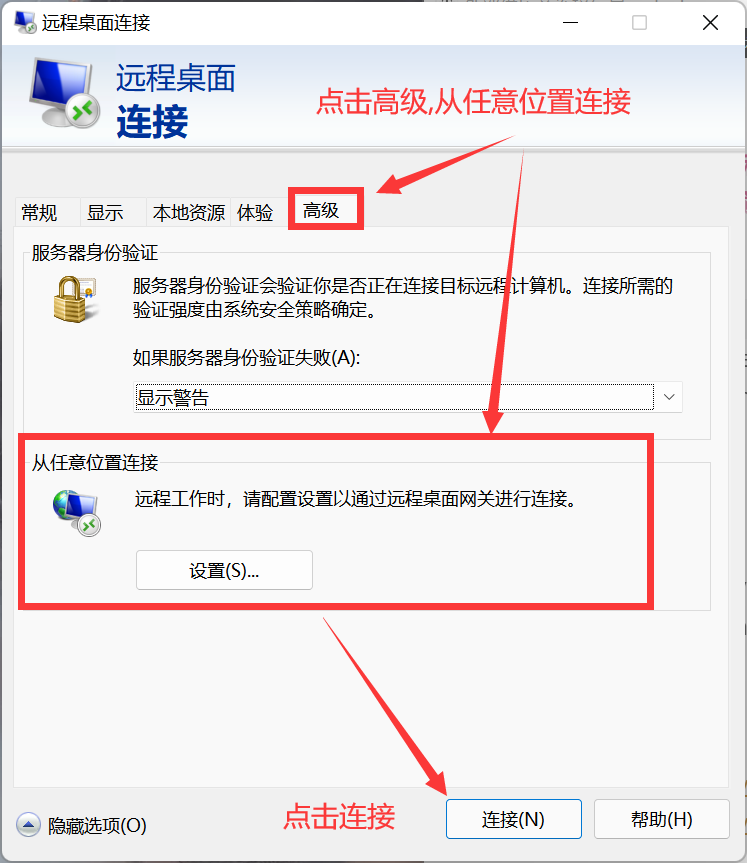 远程桌面连接
远程桌面
连接
点击高级,从任意位置连接
常规
显示
本地资源
体验
高级
服务器身份验证
服务器身份验证会验证你是否正在连接目标远程计算机。连接所需的
验证强度由系统安全策略确定。
如果服务器身份验证失败(A):
显示警告
从任意位置连接
远程工作时，请配置设置以通过远程桌面网关进行连接。
设置(S)...
隐藏选项(O)
点击连接
连接(N)
帮助(H)